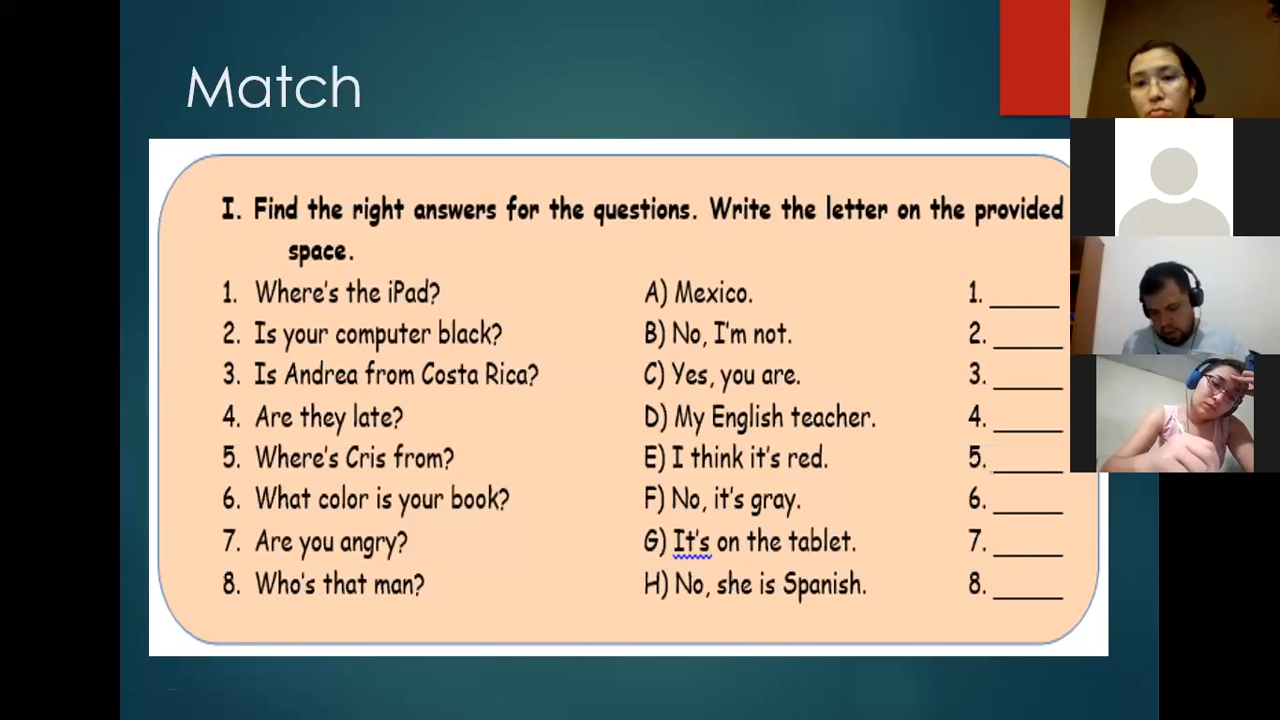 Match
I. Find the right answers for the questions. Write the letter on the provided
space.
1. Where's the iPad? A) Mexico. 1. ______
2. Is your computer black? B) No, I'm not. 2. ______
3. Is Andrea from Costa Rica? C) Yes, you are. 3. ______
4. Are they late? D) My English teacher. 4. ______
5. Where's Cris from? E) I think it's red. 5. ______
6. What color is your book? F) No, it's gray. 6. ______
7. Are you angry? G) It's on the tablet. 7. ______
8. Who's that man? H) No, she is Spanish. 8. ______